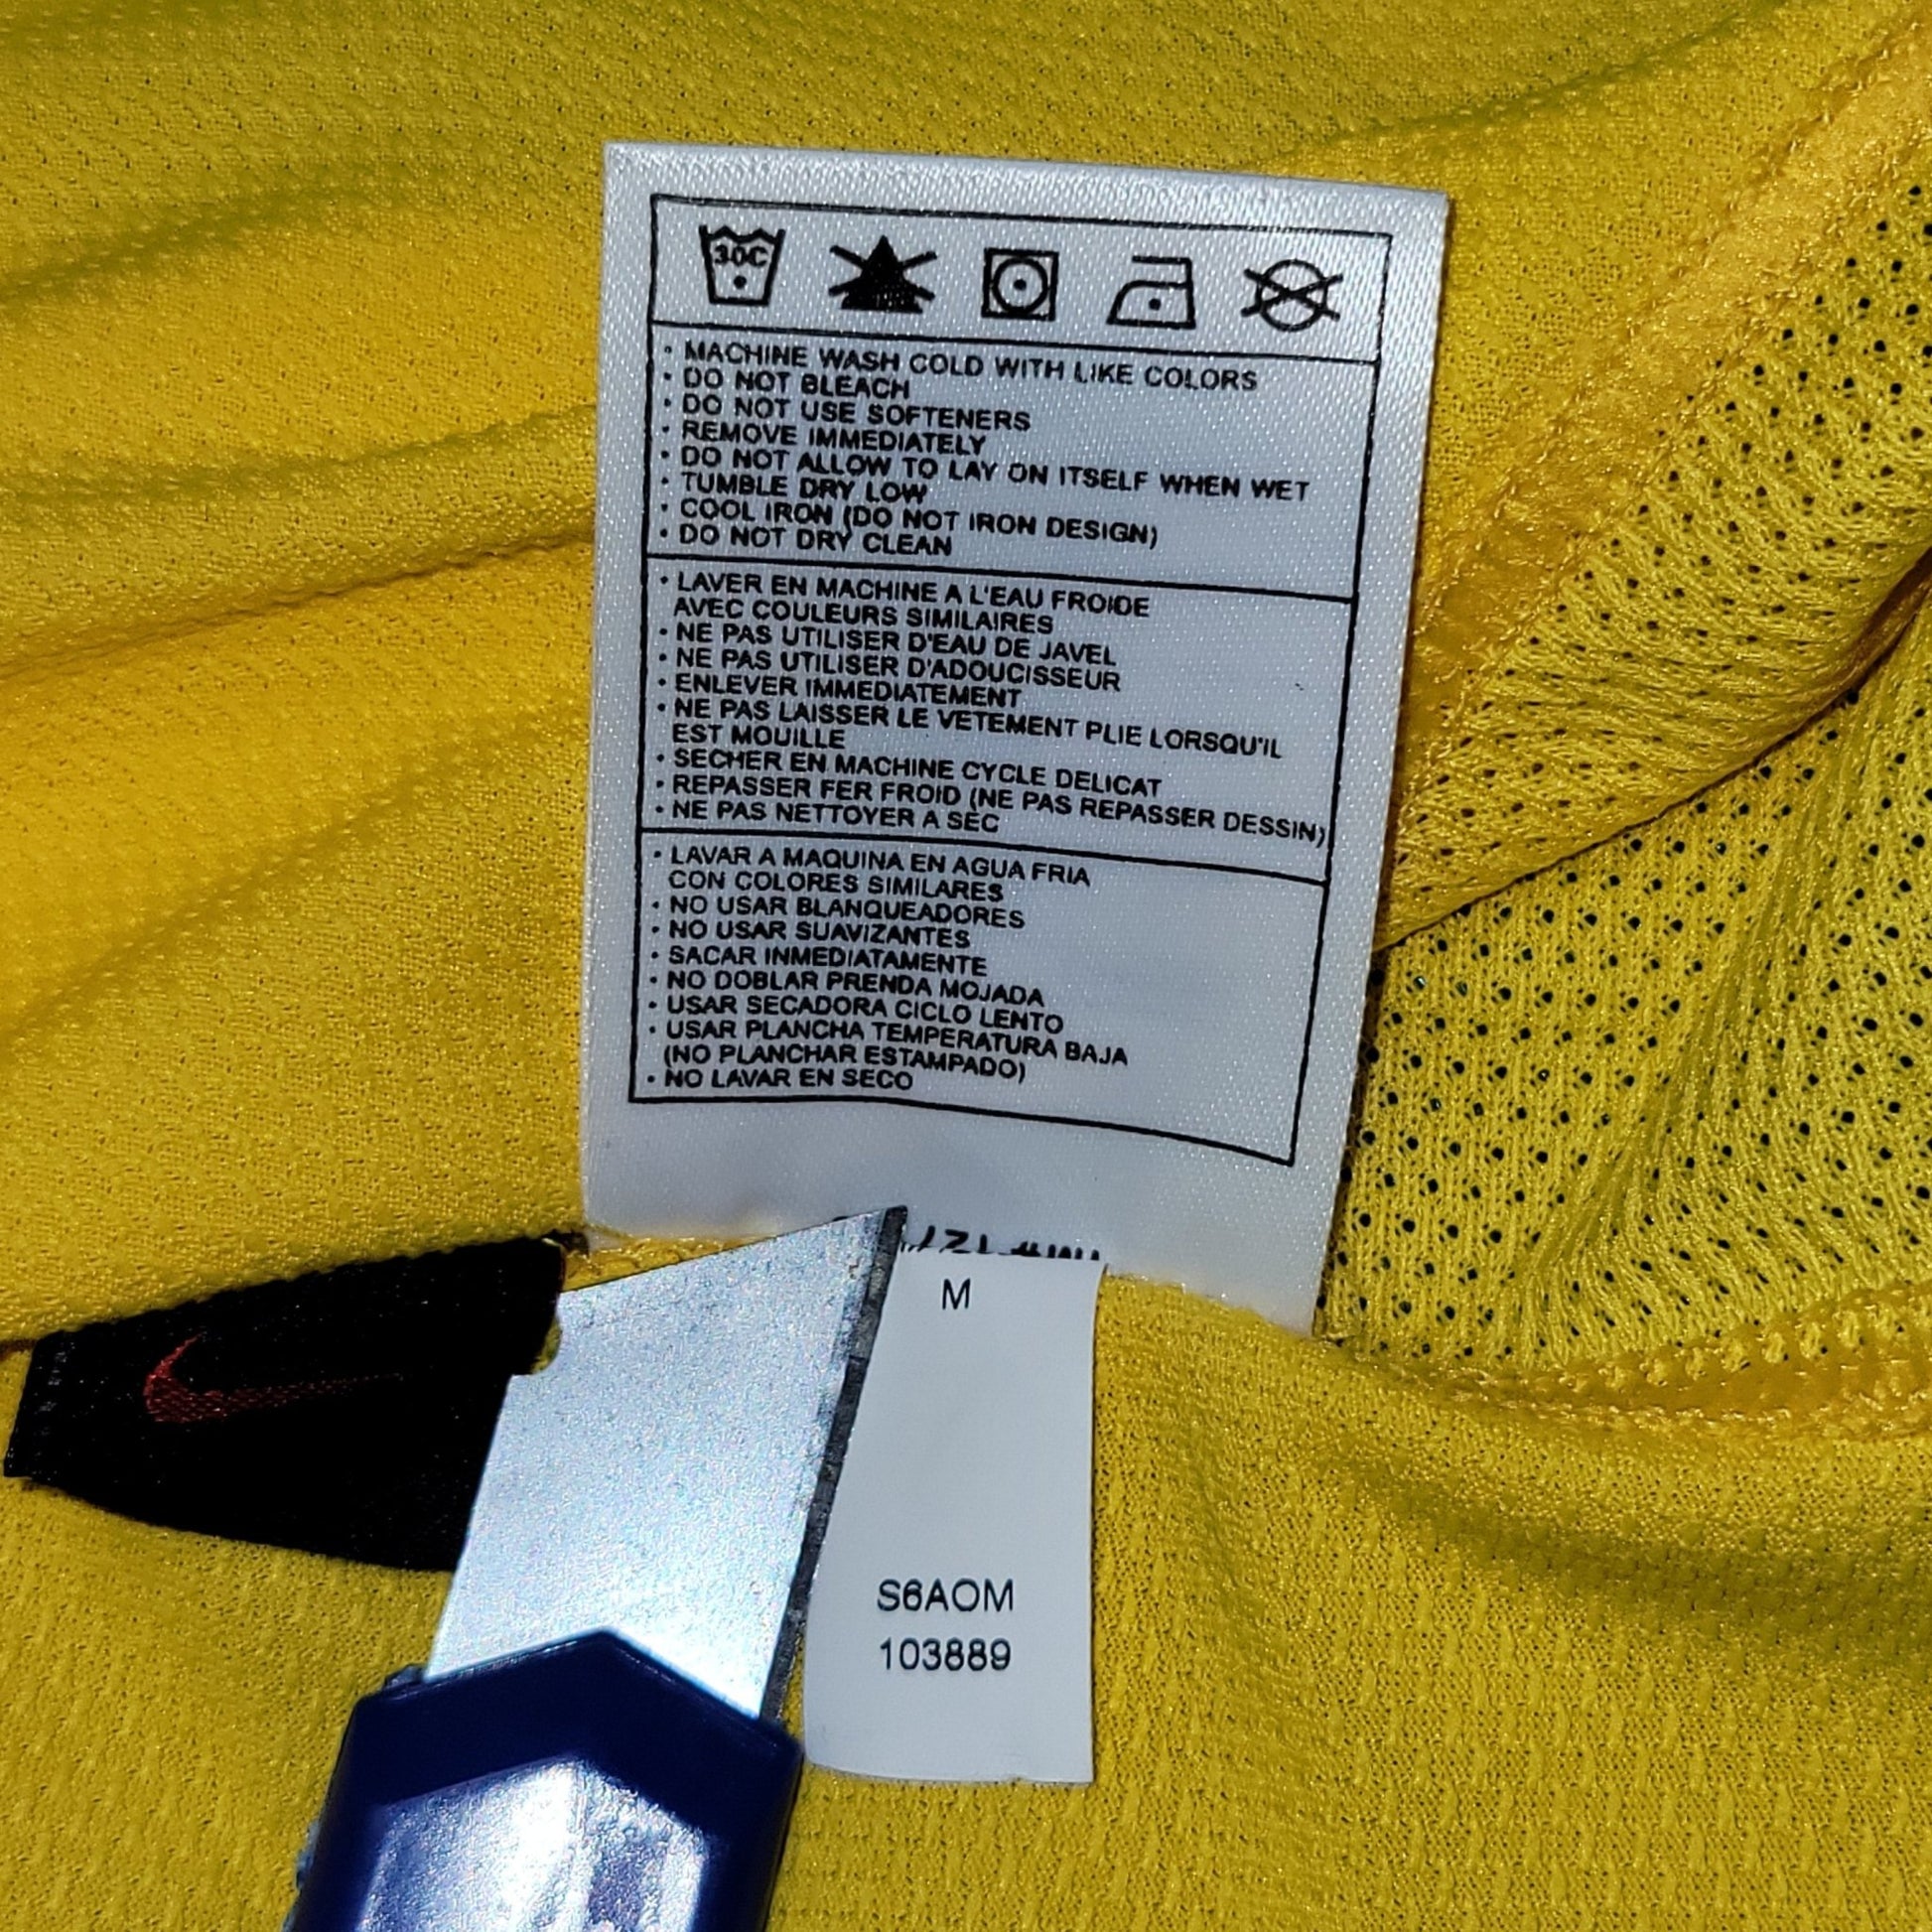 30C
• MACHINE WASH COLD WITH LIKE COLORS
• DO NOT BLEACH
• DO NOT USE SOFTENERS
• REMOVE IMMEDIATELY
• DO NOT ALLOW TO LAY ON ITSELF WHEN WET
• TUMBLE DRY LOW
• COOL IRON (DO NOT IRON DESIGN)
• DO NOT DRY CLEAN
• LAVER EN MACHINE A L'EAU FROIDE
AVEC COULEURS SIMILAIRES
• NE PAS UTILISER D'EAU DE JAVEL
• NE PAS UTILISER D'ADOUCISSEUR
• ENLEVER IMMEDIATEMENT
• NE PAS LAISSER LE VETEMENT PLIE LORSQU'IL
EST MOUILLE
• SECHER EN MACHINE CYCLE DELICAT
• REPASSER FER FROID (NE PAS REPASSER DESSIN)
• NE PAS NETTOYER A SEC
• LAVAR A MAQUINA EN AGUA FRIA
CON COLORES SIMILARES
• NO USAR BLANQUEADORES
• NO USAR SUAVIZANTES
• SACAR INMEDIATAMENTE
• NO DOBLAR PRENDA MOJADA
• USAR SECADORA CICLO LENTO
• USAR PLANCHA TEMPERATURA BAJA
(NO PLANCHAR ESTAMPADO)
• NO LAVAR EN SECO
M
S6AOM
103889